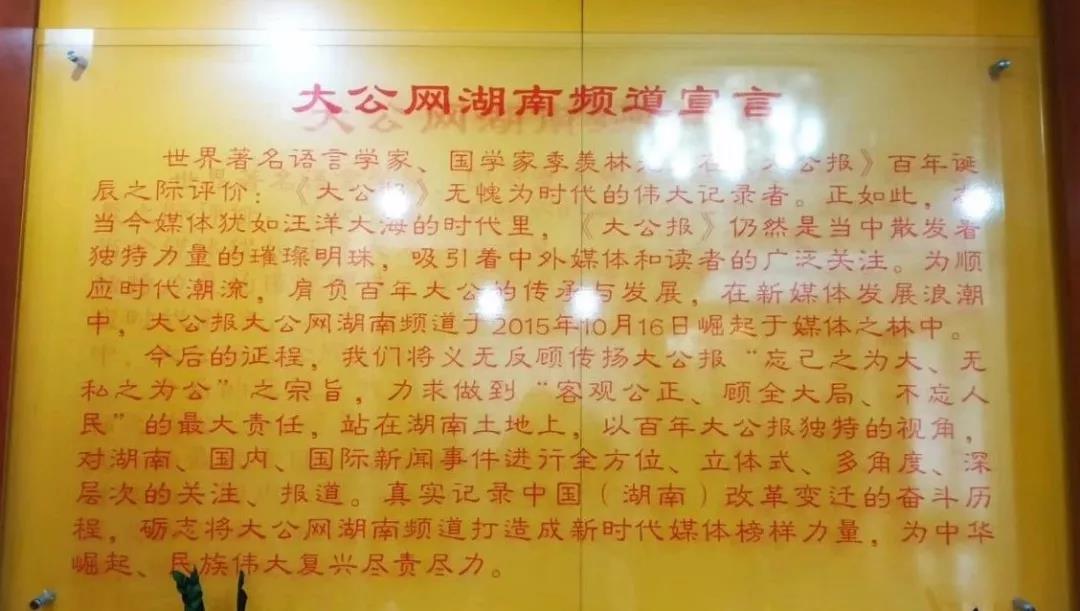 大公网湖南频道宣言
世界著名语言学家、国学家季羡林 在 大公报》百年诞
辰之际评价：《大公报》无愧为时代的伟大记录者。正如此，
当今媒体犹如汪洋大海的时代里，《大公报》仍然是当中散发着
独特力量的璀璨明珠，吸引着中外媒体和读者的广泛关注。为顺
应时代潮流，肩负百年大公的传承与发展，在新媒体发展浪潮
中，大公报大公网湖南频道于2015年10月16日崛起于媒体之林中。
今后的征程，我们将义无反顾传扬大公报“忘己之为大、无
私之为公”之宗旨，力求做到“客观公正、顾全大局、不忘人
民”的最大责任，站在湖南土地上，以百年大公报独特的视角，
对湖南、国内、国际新闻事件进行全方位、立体式、多角度、深
层次的关注、报道。真实记录中国（湖南）改革变迁的奋斗历
程，砺志将大公网湖南频道打造成新时代媒体榜样力量，为中华
崛起、民族伟大复兴尽责尽力。